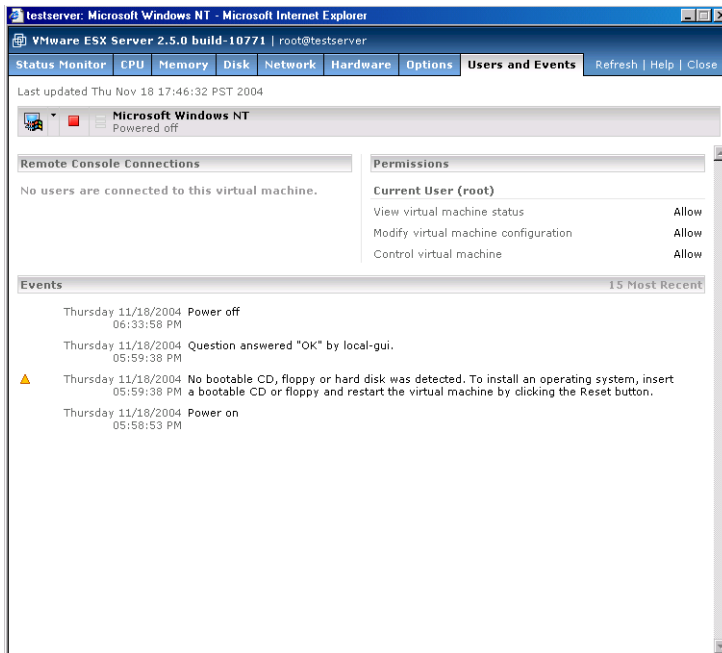 testserver: Microsoft Windows NT - Microsoft Internet Explorer
VMware ESX Server 2.5.0 build-10771 | root@testserver
Status Monitor CPU Memory Disk Network Hardware Options Users and Events Refresh | Help | Close
Last updated Thu Nov 18 17:46:32 PST 2004
Microsoft Windows NT
Powered off
Remote Console Connections
No users are connected to this virtual machine.
Permissions
Current User (root)
View virtual machine status Allow
Modify virtual machine configuration Allow
Control virtual machine Allow
Events 15 Most Recent
Thursday 11/18/2004 Power off
06:33:58 PM
Thursday 11/18/2004 Question answered "OK" by local-gui.
05:59:38 PM
Thursday 11/18/2004 No bootable CD, floppy or hard disk was detected. To install an operating system, insert
05:59:38 PM a bootable CD or floppy and restart the virtual machine by clicking the Reset button.
Thursday 11/18/2004 Power on
05:58:53 PM